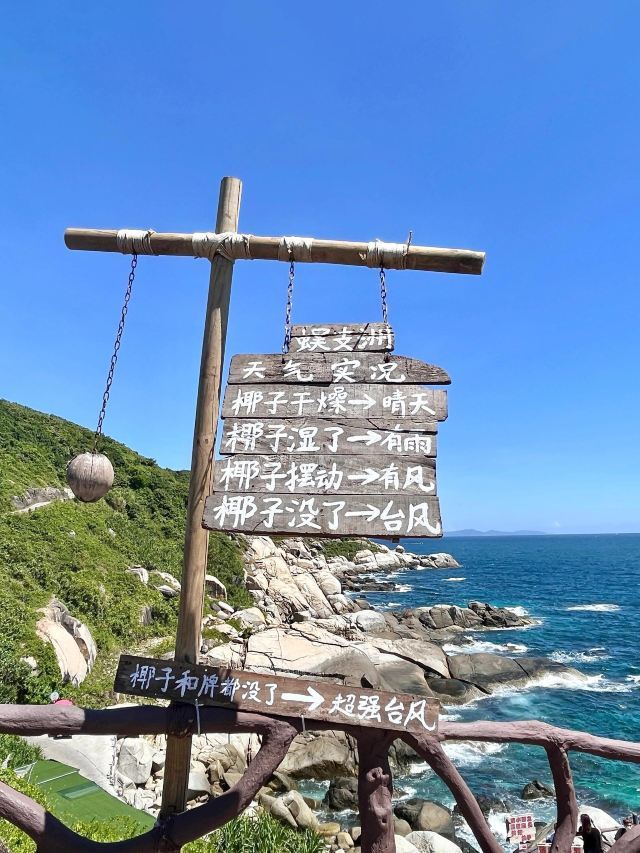 蜈支洲
天气实况
椰子干燥→晴天
椰子湿了→有雨
椰子摆动→有风
椰子没了→台风
椰子和牌都没了→超强台风